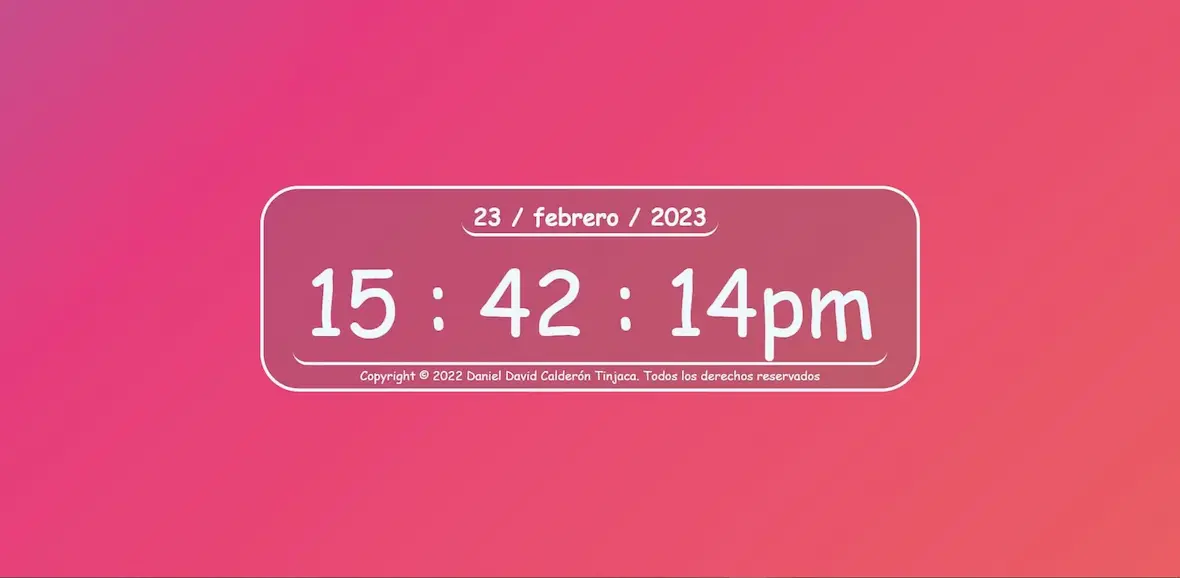 23 / febrero / 2023
15 : 42 : 14pm
Copyright © 2022 Daniel David Calderón Tinjaca. Todos los derechos reservados